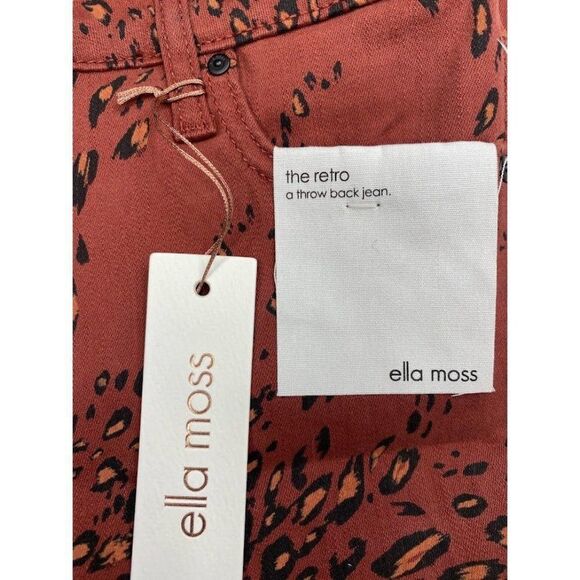 the retro
a throw back jean.
ella moss
ella moss